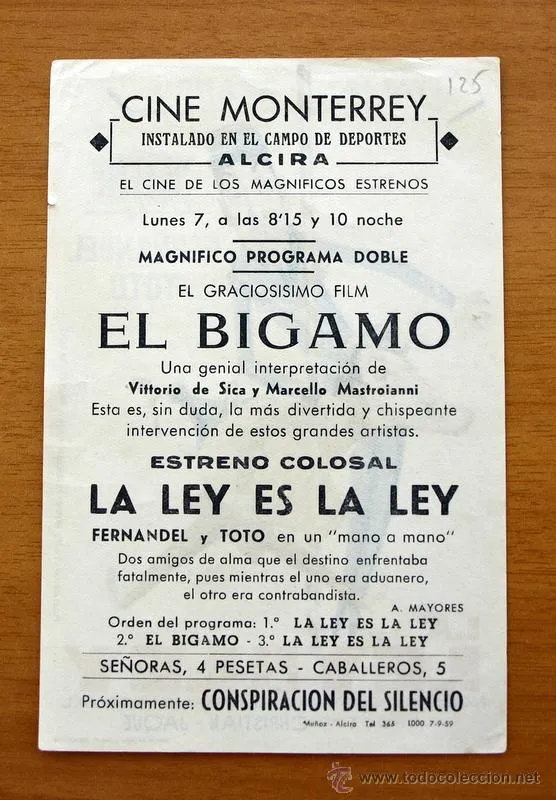 125
CINE MONTERREY
INSTALADO EN EL CAMPO DE DEPORTES
ALCIRA
EL CINE DE LOS MAGNIFICOS ESTRENOS
Lunes 7, a las 8'15 y 10 noche
MAGNIFICO PROGRAMA DOBLE
EL GRACIOSISIMO FILM
EL BIGAMO
Una genial interpretación de
Vittorio de Sica y Marcello Mastroianni
Esta es, sin duda, la más divertida y chispeante
intervención de estos grandes artistas.
ESTRENO COLOSAL
LA LEY ES LA LEY
FERNANDEL y TOTO en un "mano a mano"
Dos amigos de alma que el destino enfrentaba
fatalmente, pues mientras el uno era aduanero,
el otro era contrabandista.
A. MAYORES
Orden del programa: 1.º LA LEY ES LA LEY
2.º EL BIGAMO - 3.º LA LEY ES LA LEY
SEÑORAS, 4 PESETAS - CABALLEROS, 5
Próximamente: CONSPIRACION DEL SILENCIO
Muñoz - Alcira Tel 365 1.000 7-9-59
www.todocoleccion.net